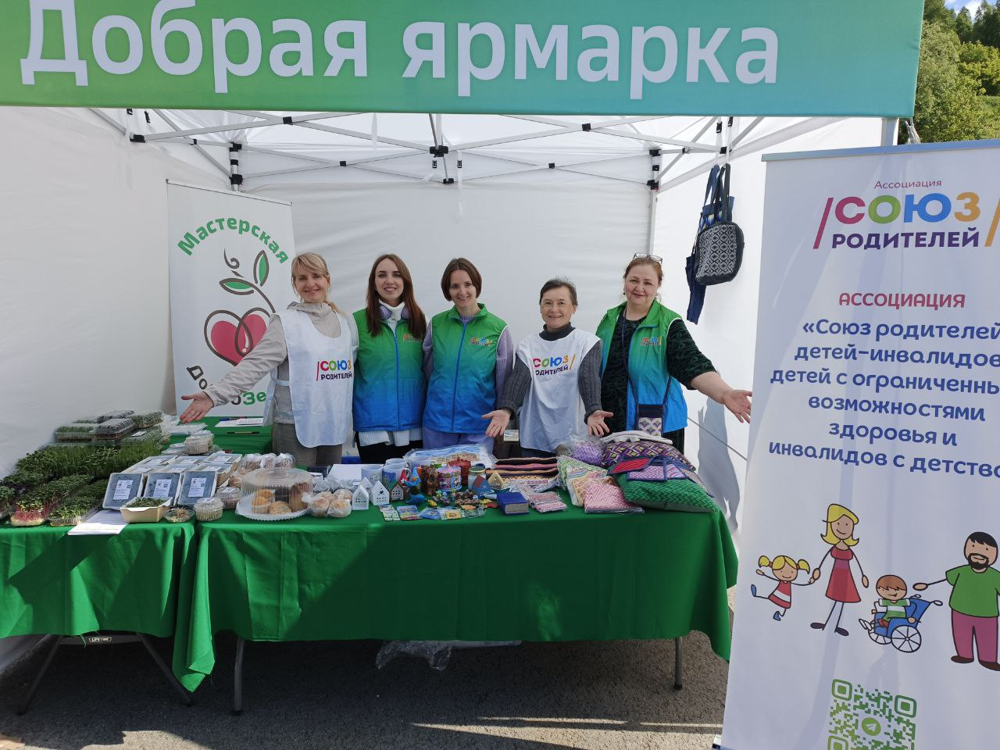 Добрая ярмарка
Мастерская
Ассоциация
СОЮЗ
РОДИТЕЛЕЙ
АССОЦИАЦИЯ
«Союз родителей
детей-инвалидов
детей с ограниченны
возможностями
здоровья и
инвалидов с детство
СОЮЗ
РОДИТЕЛЕЙ
СОЮЗ
РОДИТЕЛЕЙ
LIFETIME